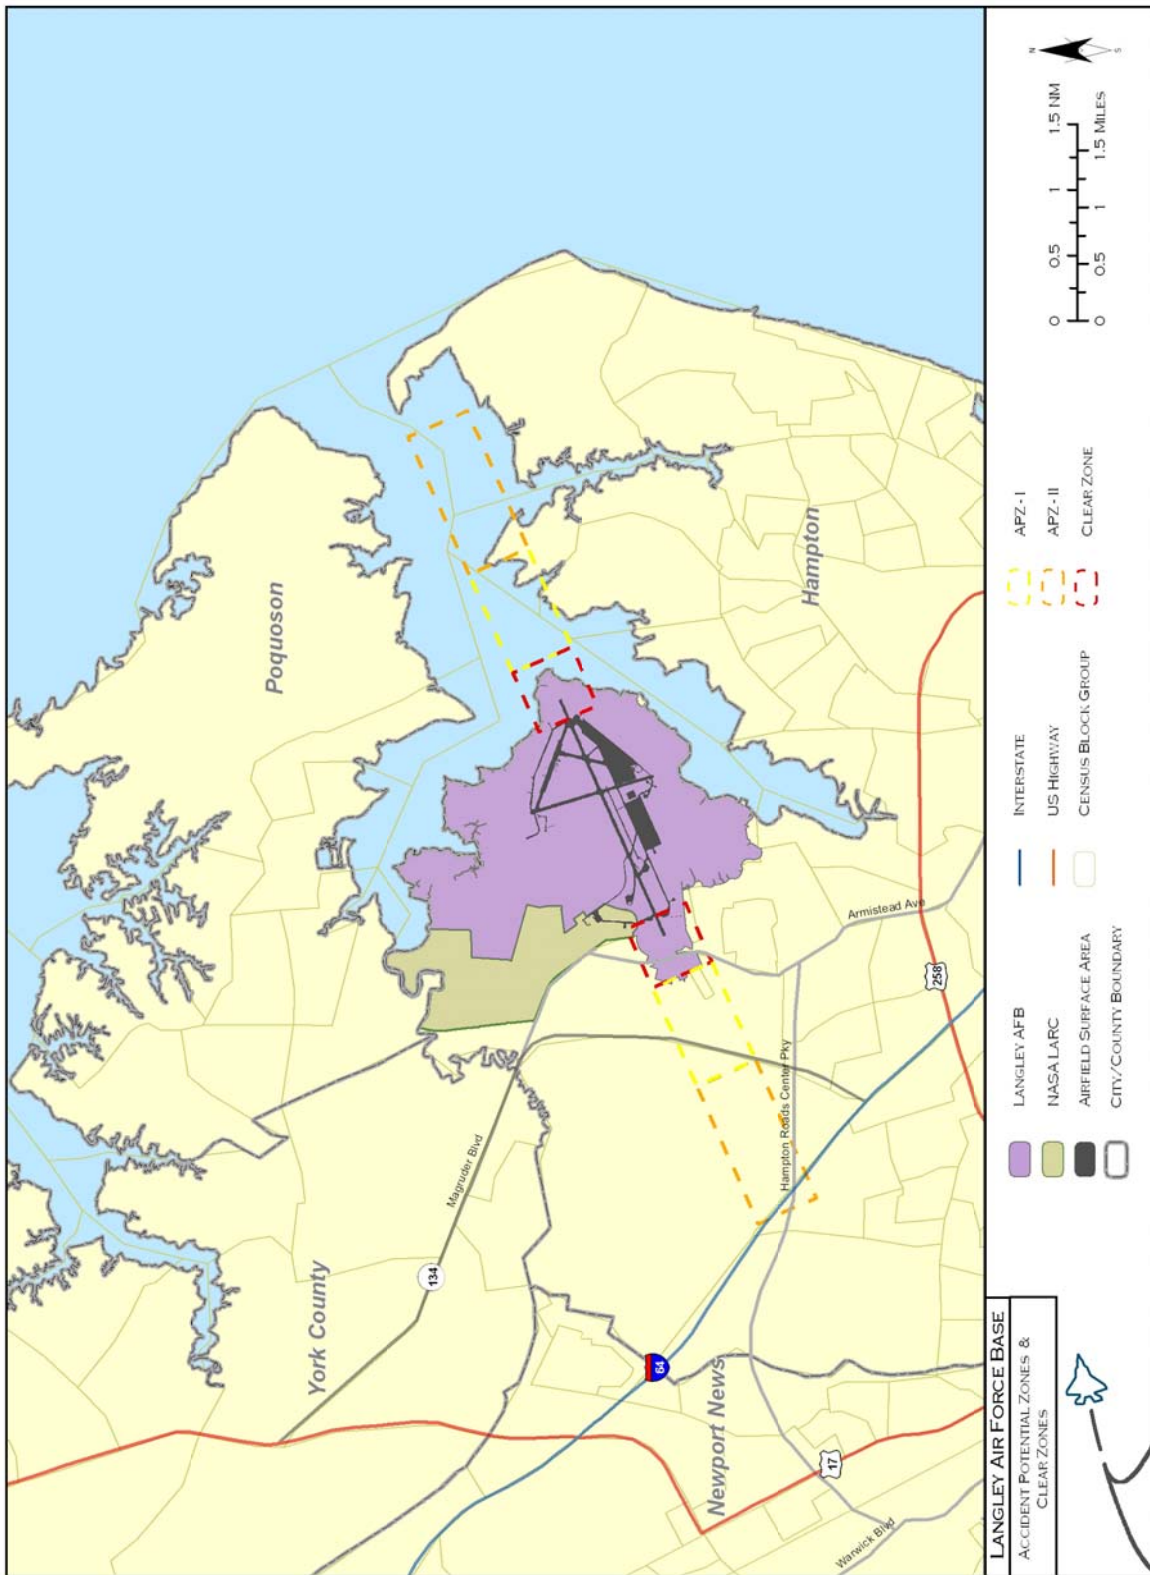 Poquoson
York County
Hampton
Newport News
Magruder Blvd
134
Armistead Ave
Hampton Roads Center Pky
258
64
17
Warwick Blvd
LANGLEY AIR FORCE BASE
ACCIDENT POTENTIAL ZONES &
CLEAR ZONES
LANGLEY AFB
NASA LARC
AIRFIELD SURFACE AREA
CITY/COUNTY BOUNDARY
INTERSTATE
US HIGHWAY
CENSUS BLOCK GROUP
APZ - I
APZ - II
CLEAR ZONE
0 0.5 1 1.5 NM
0 0.5 1 1.5 MILES
N
S